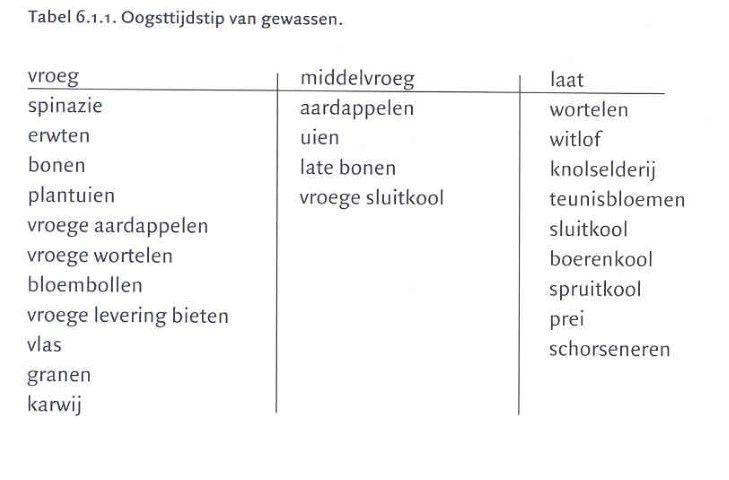 Tabel 6.1.1. Oogsttijdstip van gewassen.
vroeg middelvroeg laat
spinazie aardappelen wortelen
erwten uien witlof
bonen late bonen knolselderij
plantuien vroege sluitkool teunisbloemen
vroege aardappelen sluitkool
vroege wortelen boerenkool
bloembollen spruitkool
vroege levering bieten prei
vlas schorseneren
granen
karwij